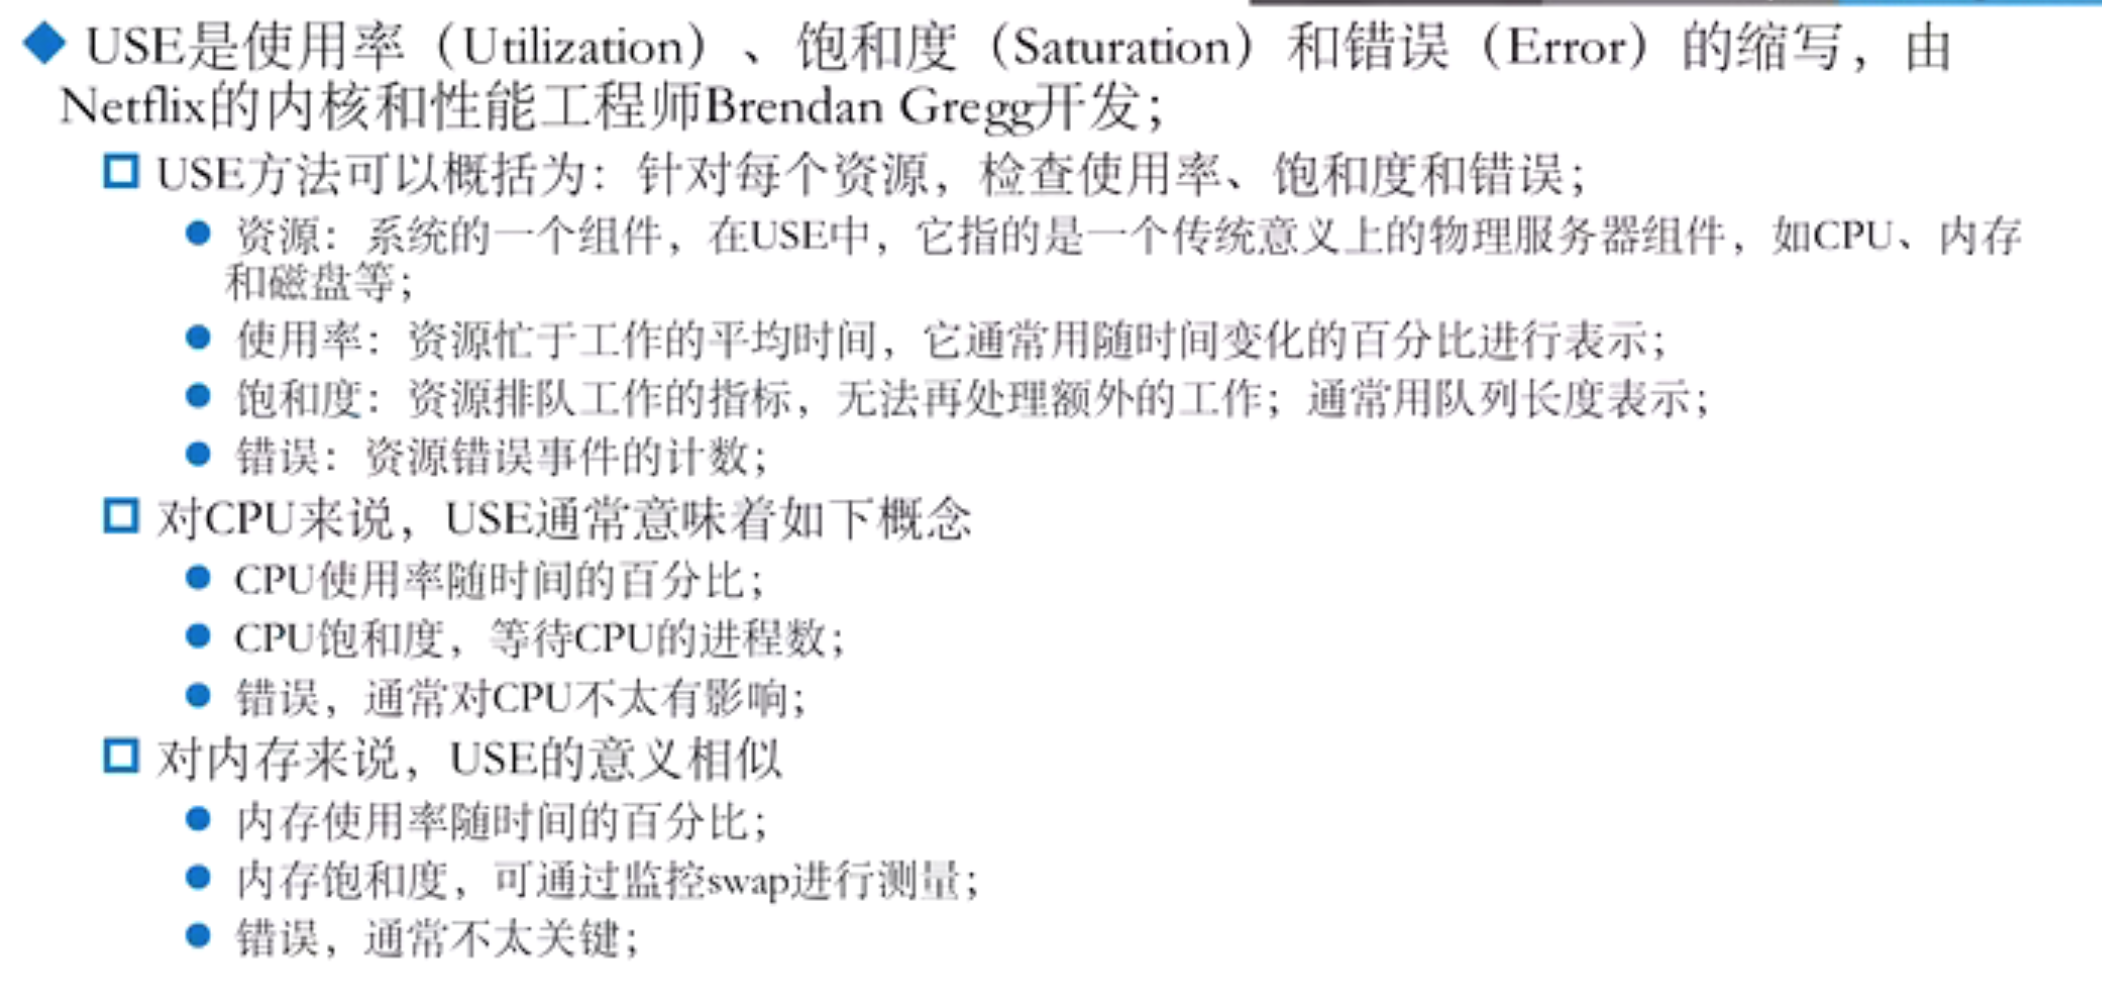 USE是使用率（Utilization）、饱和度（Saturation）和错误（Error）的缩写，由
Netflix的内核和性能工程师Brendan Gregg开发；
USE方法可以概括为：针对每个资源，检查使用率、饱和度和错误；
资源：系统的一个组件，在USE中，它指的是一个传统意义上的物理服务器组件，如CPU、内存
和磁盘等；
使用率：资源忙于工作的平均时间，它通常用随时间变化的百分比进行表示；
饱和度：资源排队工作的指标，无法再处理额外的工作；通常用队列长度表示；
错误：资源错误事件的计数；
对CPU来说，USE通常意味着如下概念
CPU使用率随时间的百分比；
CPU饱和度，等待CPU的进程数；
错误，通常对CPU不太有影响；
对内存来说，USE的意义相似
内存使用率随时间的百分比；
内存饱和度，可通过监控swap进行测量；
错误，通常不太关键；